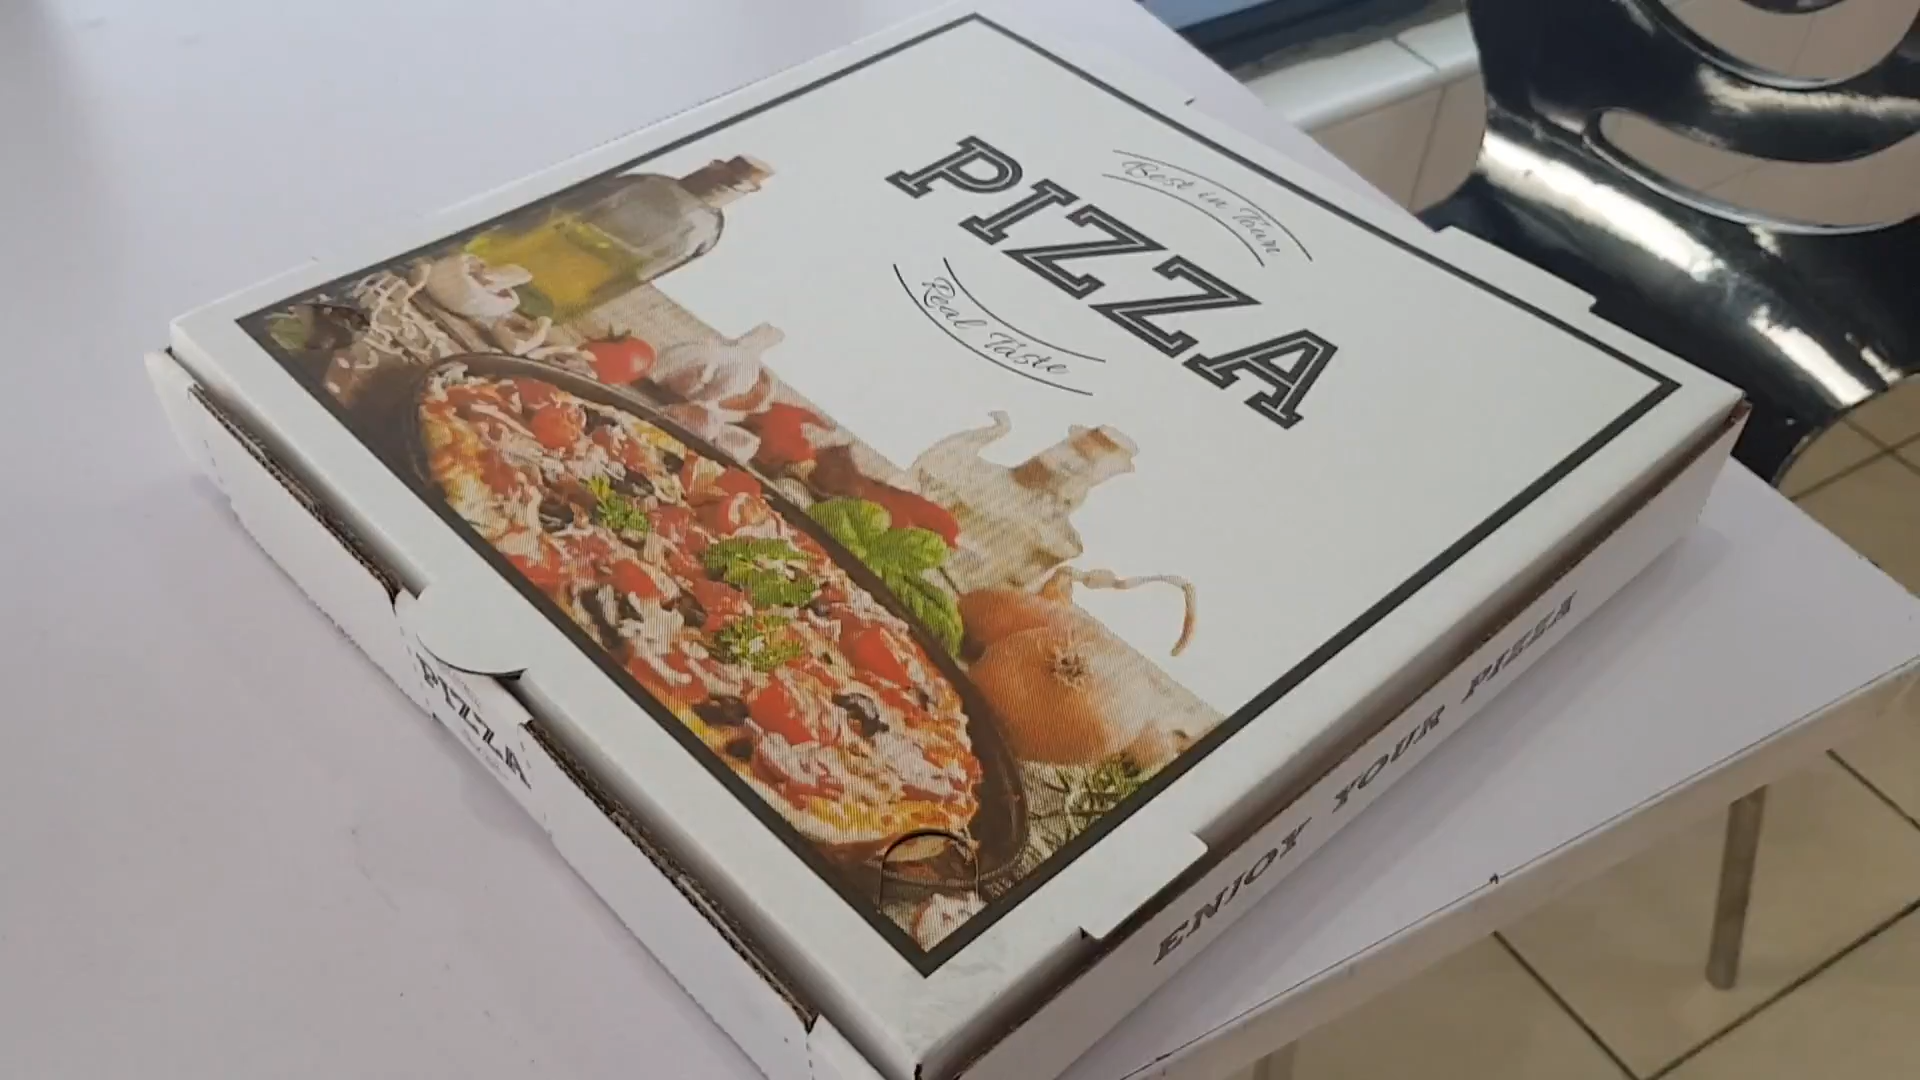 Best in Town
PIZZA
Real Taste
PIZZA
ENJOY YOUR PIZZA